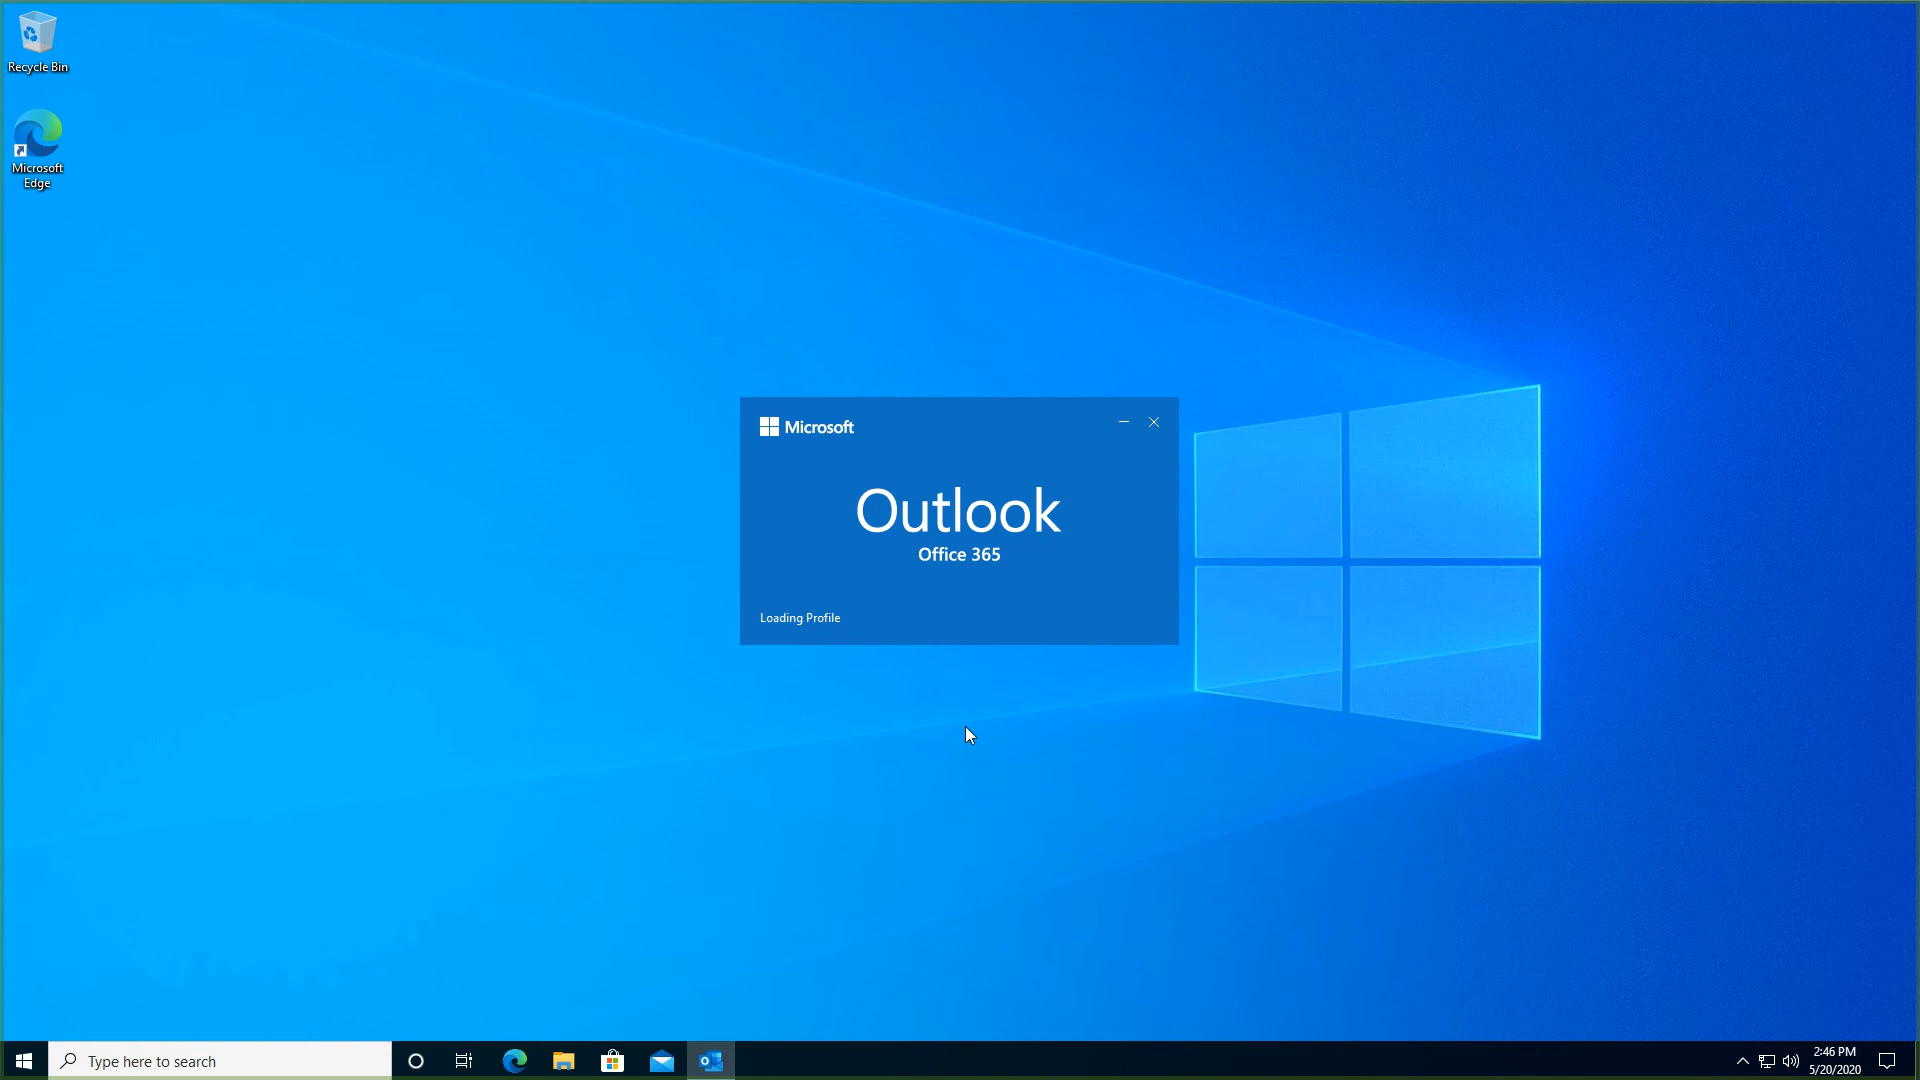 Recycle Bin
Microsoft
Edge
Microsoft
Outlook
Office 365
Loading Profile
Type here to search
2:46 PM
5/20/2020